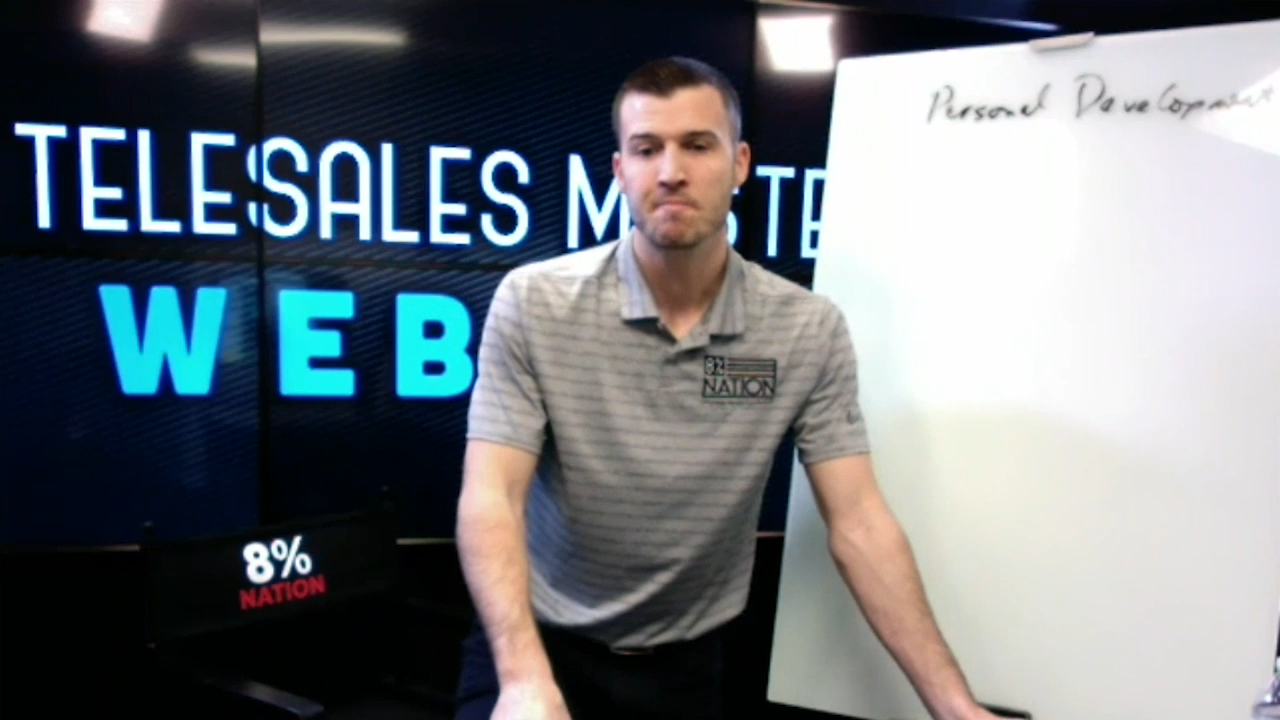 TELESALES
WEB
Personal Development
8%
NATION
8%
NATION